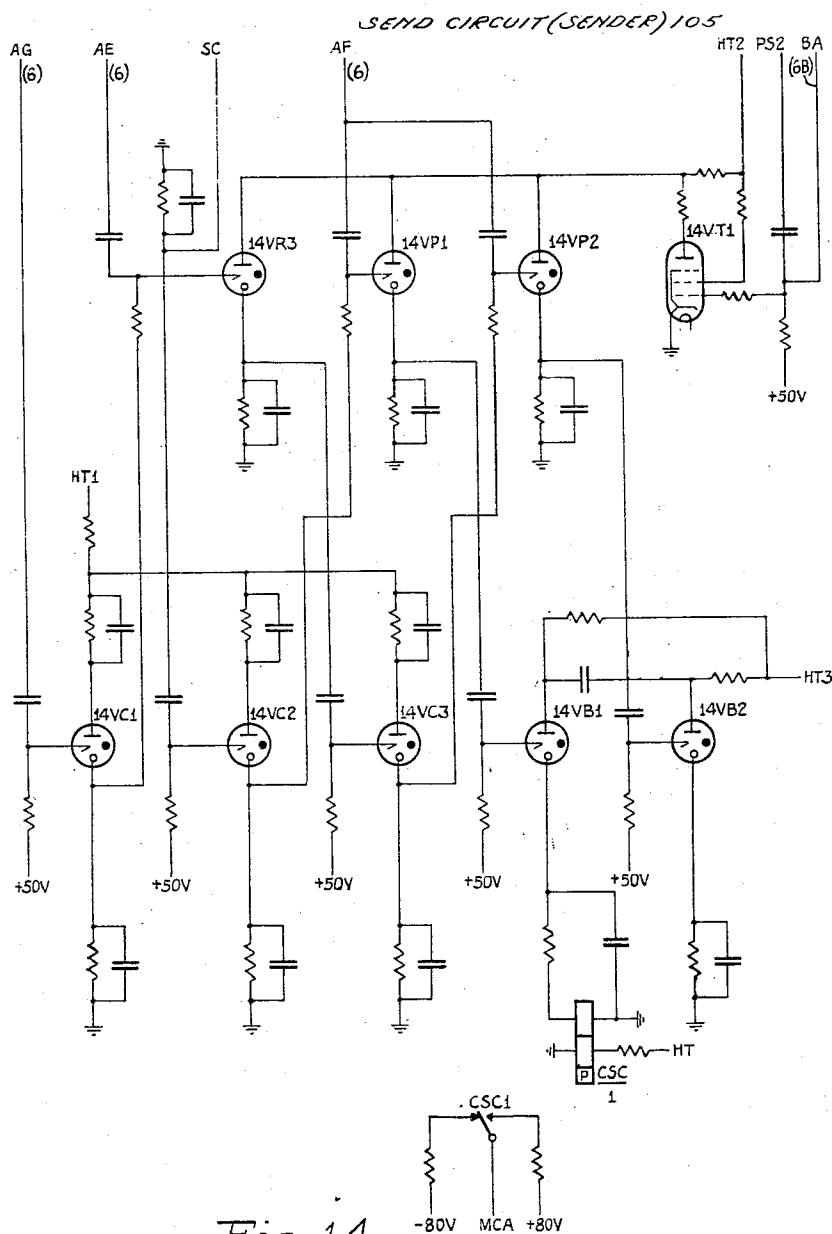 SEND CIRCUIT (SENDER) 105
AG AE SC AF HT2 PS2 BA
(6) (6) (6) (6B)
14VR3 14VP1 14VP2 14VT1
+50V
HT1
HT3
14VC1 14VC2 14VC3 14VB1 14VB2
+50V +50V +50V +50V +50V
HT
P CSC
1
CSC1
-80V MCA +80V
Fig. 14